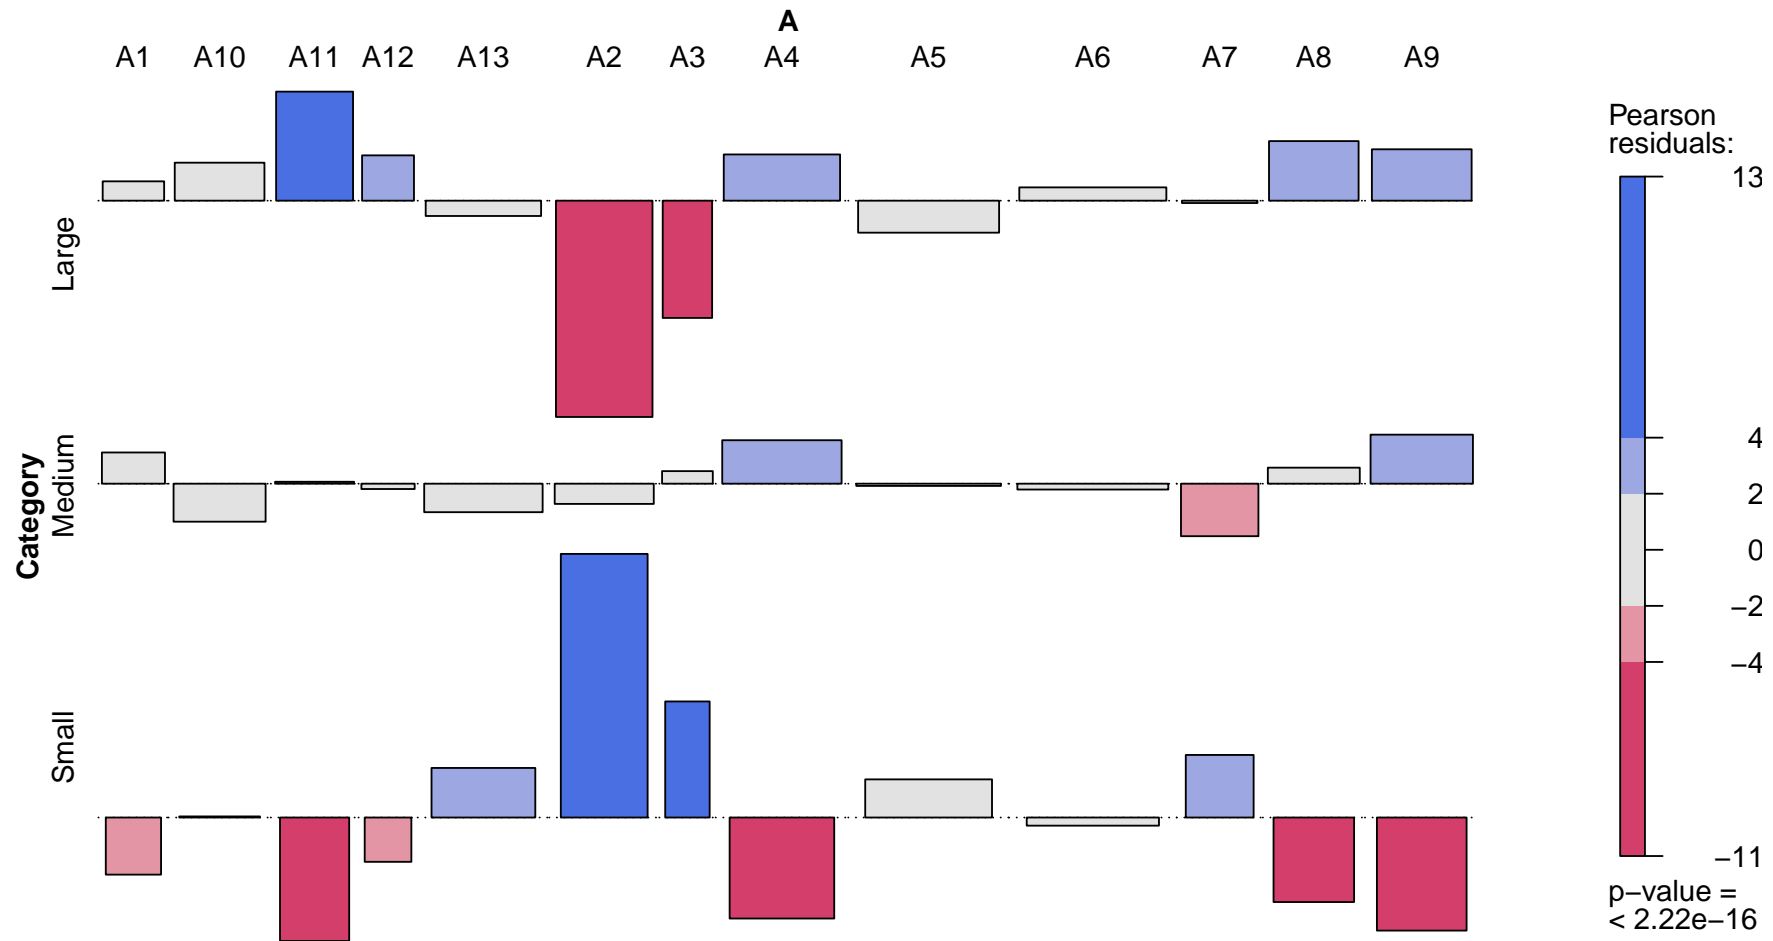 A
A1 A10 A11 A12 A13 A2 A3 A4 A5 A6 A7 A8 A9
Category
Large
Medium
Small
Pearson
residuals:
13
4
2
0
−2
−4
−11
p−value =
< 2.22e−16